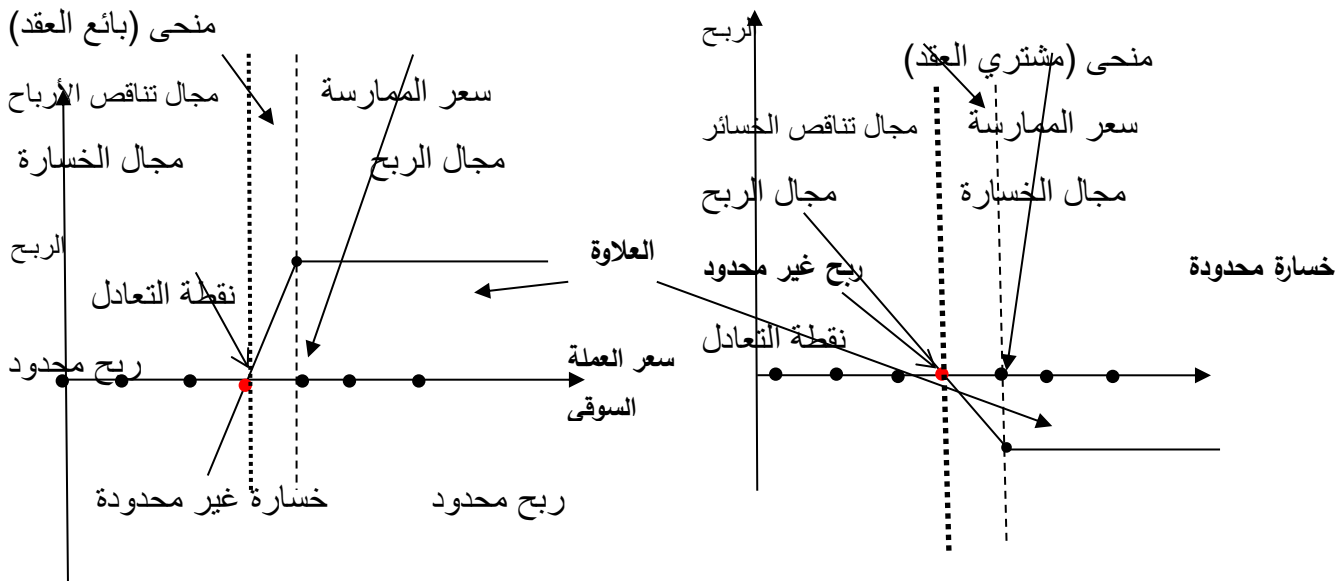 منحى (بائع العقد)
مجال تناقص الأرباح
سعر الممارسة
مجال الخسارة
مجال الربح
الربح
نقطة التعادل
ربح محدود
خسارة غير محدودة
ربح محدود
العلاوة
سعر العملة
السوقي
الربح
منحى (مشتري العقد)
مجال تناقص الخسائر
سعر الممارسة
مجال الربح
مجال الخسارة
ربح غير محدود
خسارة محدودة
نقطة التعادل